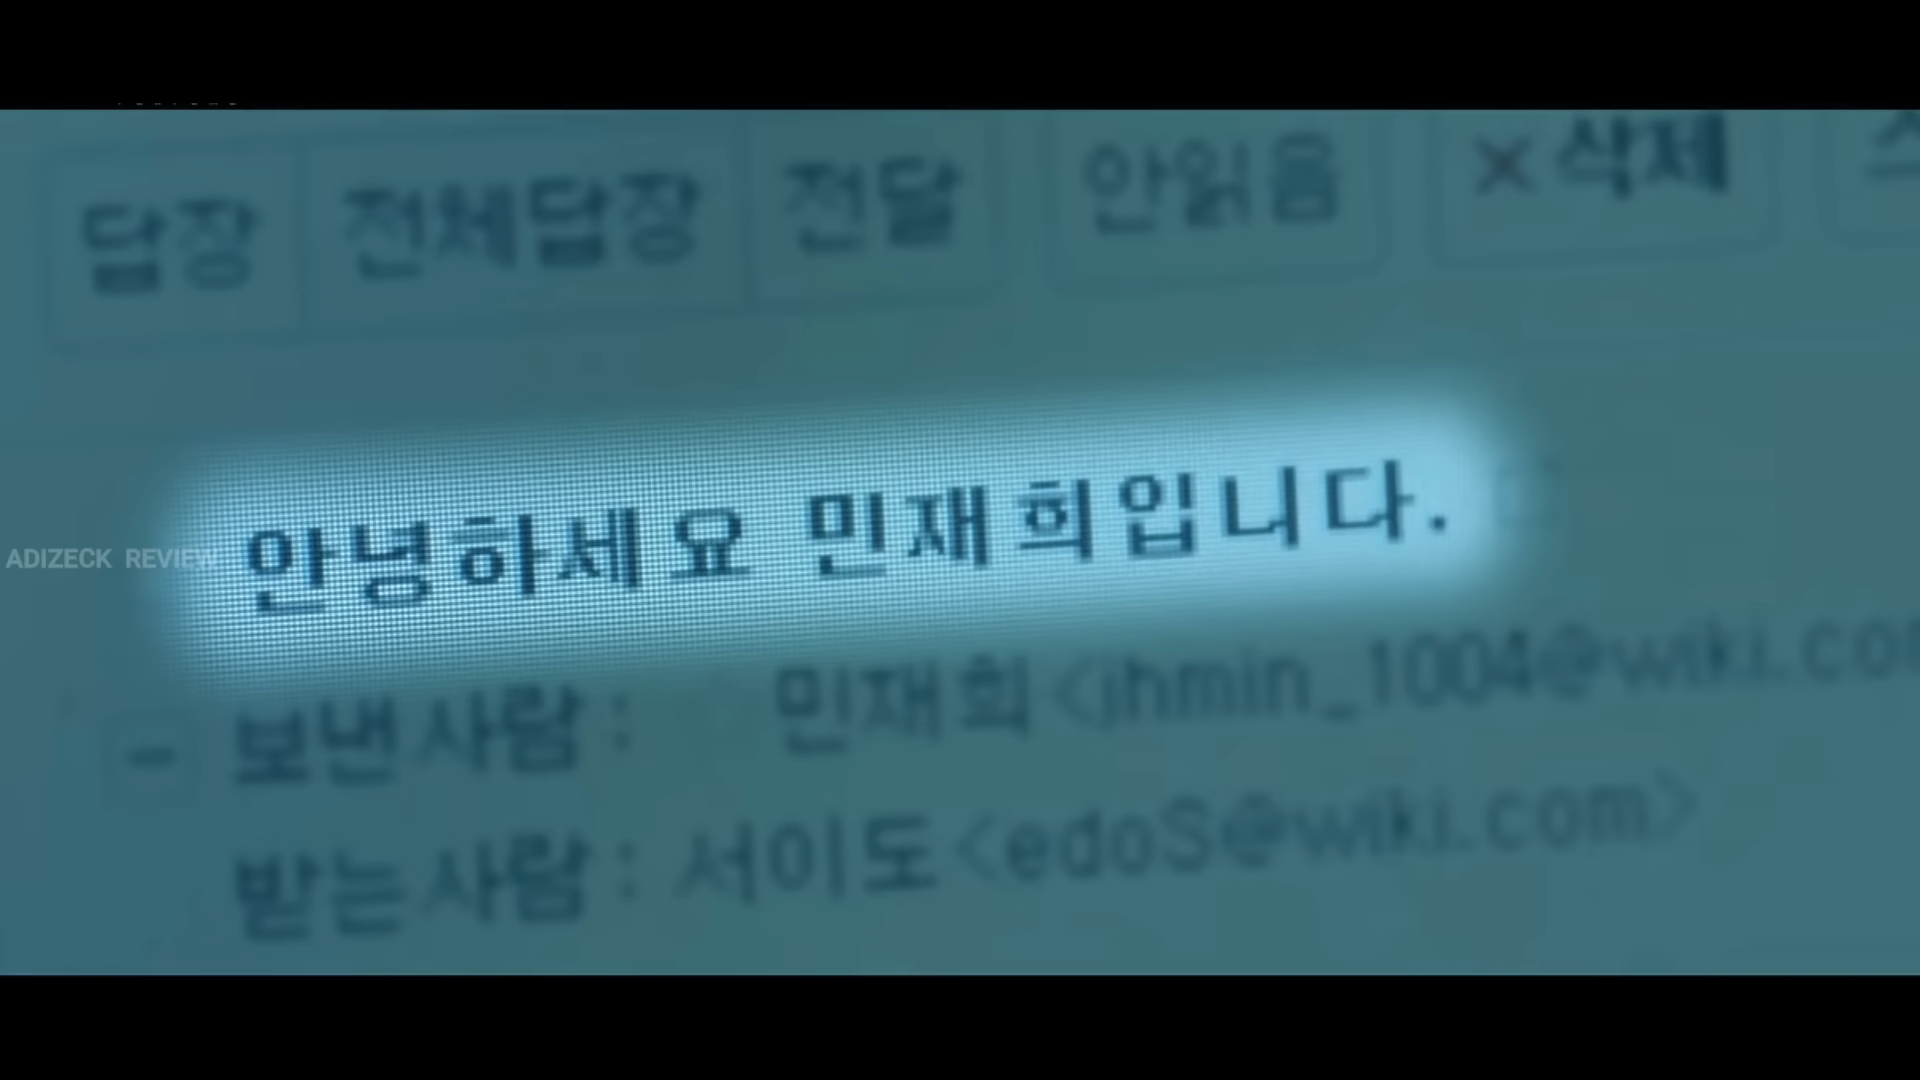 답장 전체답장 전달 안읽음 ×삭제
안녕하세요 민재희입니다.
ADIZECK REVIEW
보낸사람 : 민재희<jhmin_1004@wiki.com
받는사람 : 서이도<edoS@wiki.com>